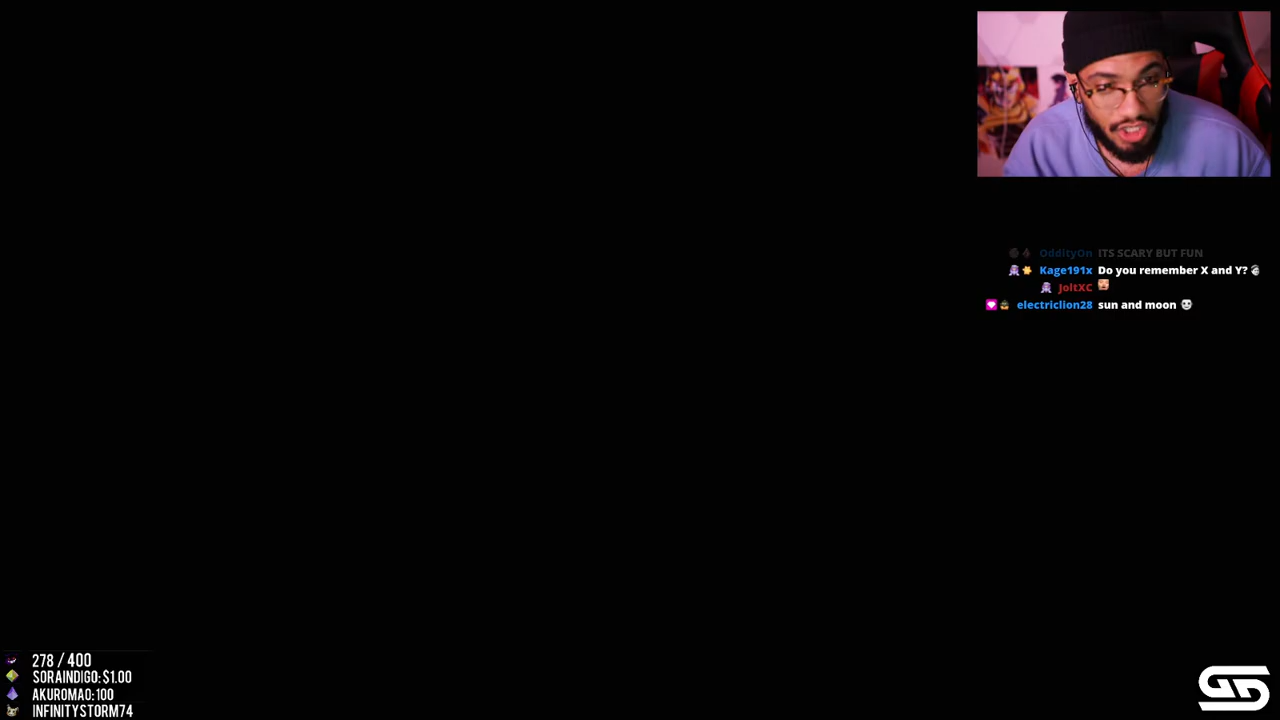 OddityOn ITS SCARY BUT FUN
Kage191x Do you remember X and Y?
JoltXC
electriclion28 sun and moon
278 / 400
SORAINDIGO: $1.00
AKUROMAO: 100
INFINITYSTORM74